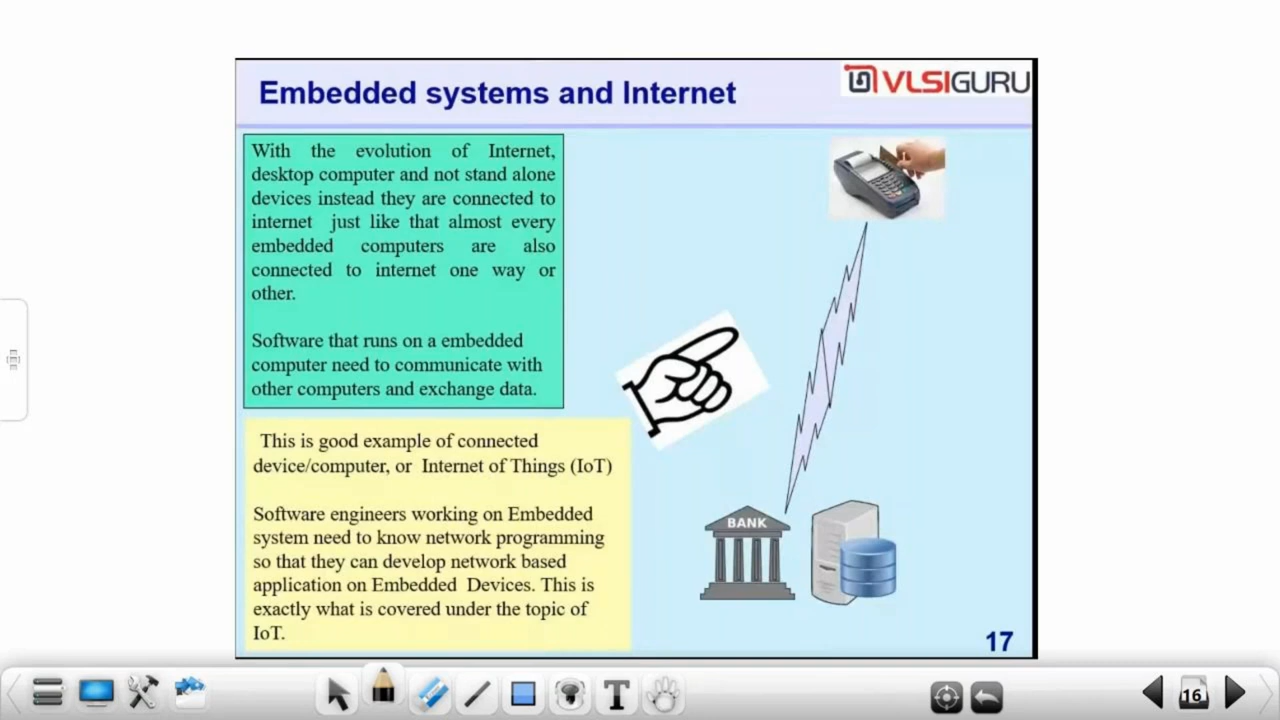 Embedded systems and Internet
VLSIGURU
With the evolution of Internet,
desktop computer and not stand alone
devices instead they are connected to
internet just like that almost every
embedded computers are also
connected to internet one way or
other.
Software that runs on a embedded
computer need to communicate with
other computers and exchange data.
This is good example of connected
device/computer, or Internet of Things (IoT)
Software engineers working on Embedded
system need to know network programming
so that they can develop network based
application on Embedded Devices. This is
exactly what is covered under the topic of
IoT.
BANK
17
T
16